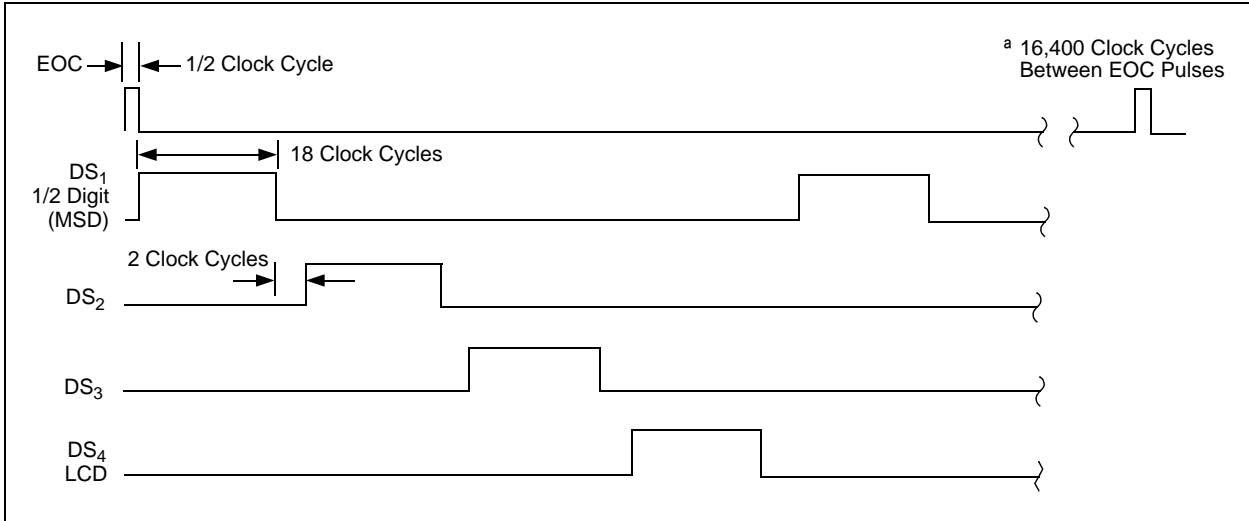 EOC
1/2 Clock Cycle
ª 16,400 Clock Cycles
Between EOC Pulses
18 Clock Cycles
DS₁
1/2 Digit
(MSD)
2 Clock Cycles
DS₂
DS₃
DS₄
LCD